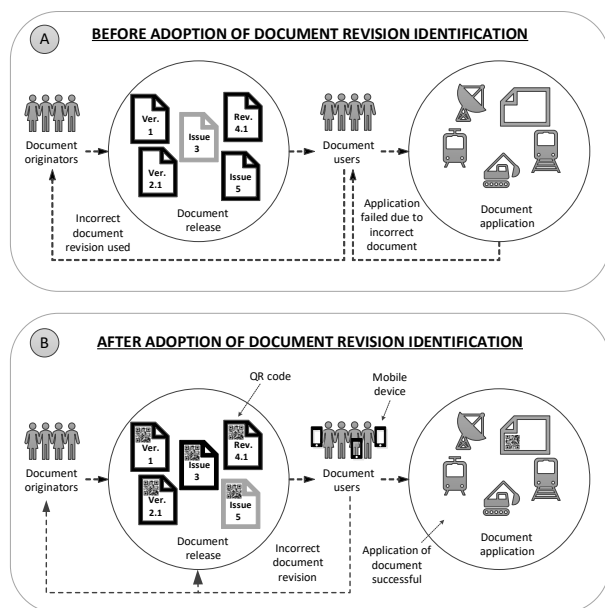 A
BEFORE ADOPTION OF DOCUMENT REVISION IDENTIFICATION
Ver.
1
Issue
3
Rev.
4.1
Ver.
2.1
Issue
5
Document
originators
Document
release
Document
users
Document
application
Incorrect
document
revision used
Application
failed due to
incorrect
document
B
AFTER ADOPTION OF DOCUMENT REVISION IDENTIFICATION
QR code
Mobile
device
Ver.
1
Issue
3
Rev.
4.1
Ver.
2.1
Issue
5
Document
originators
Document
release
Document
users
Document
application
Incorrect
document
revision
Application of
document
successful